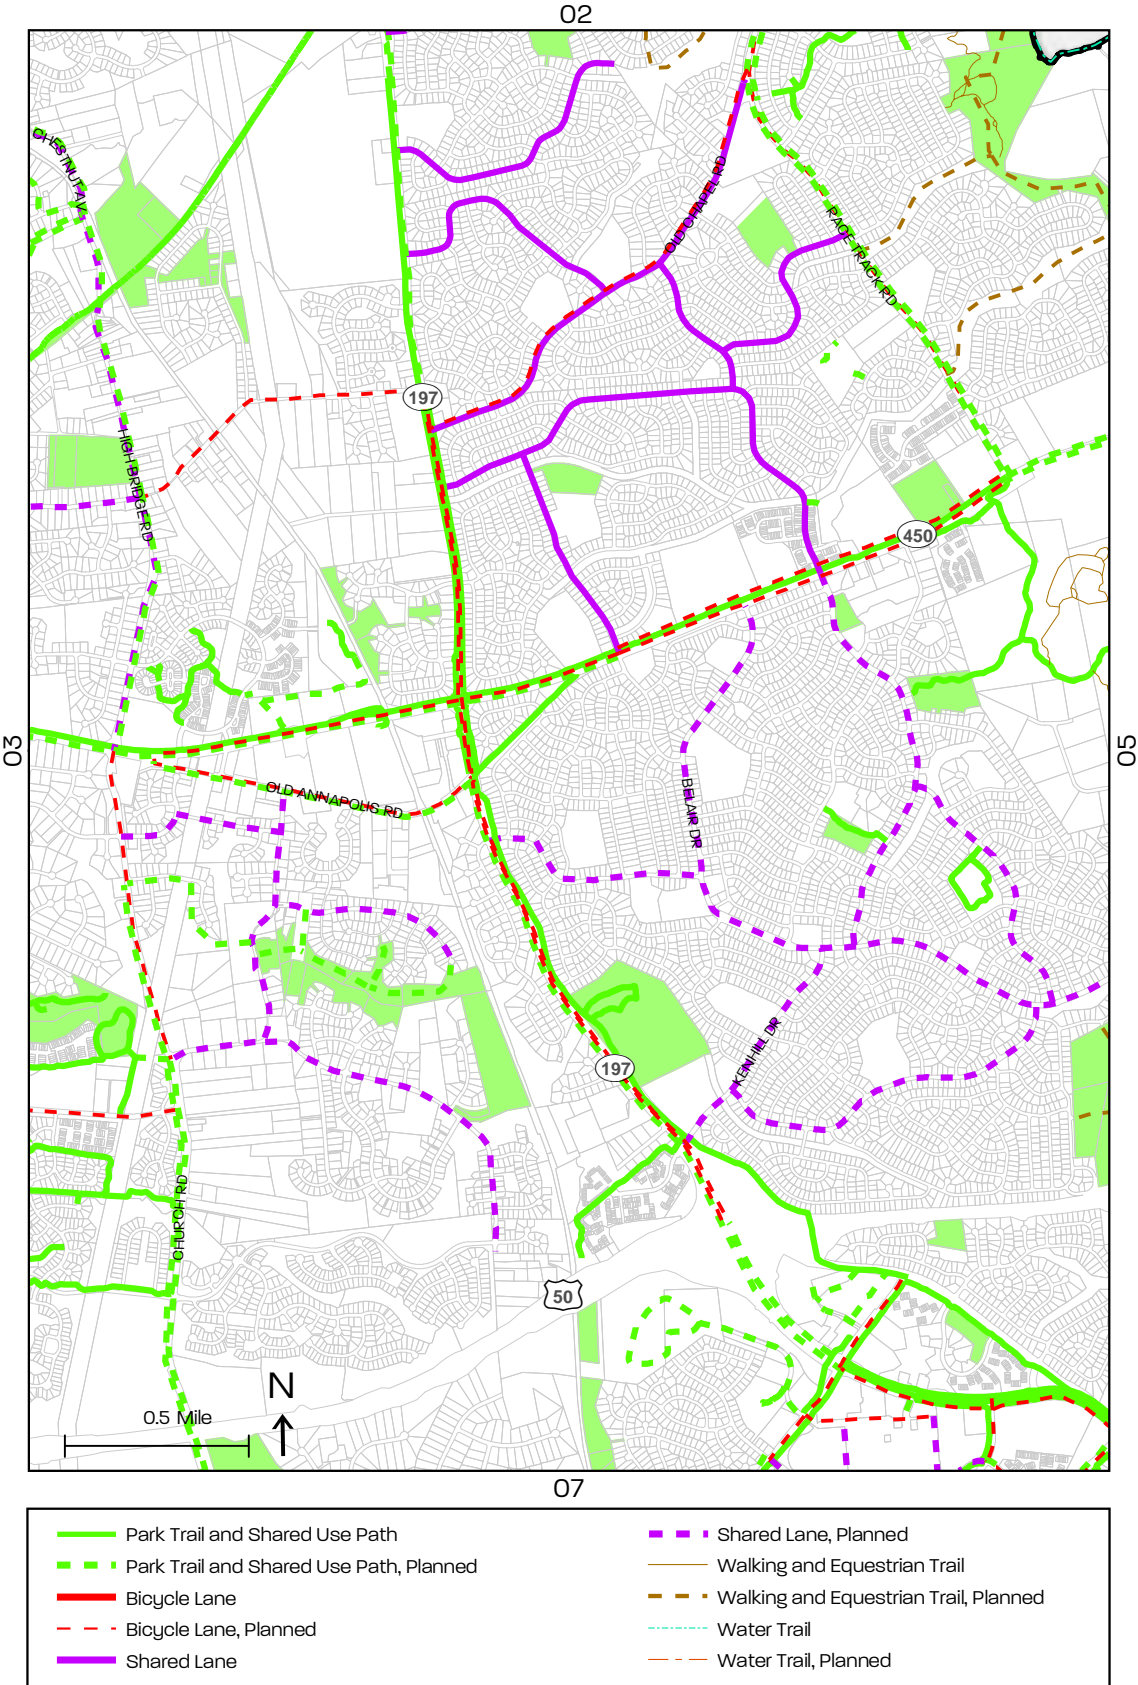 02
CHESTNUT AV
OLD CHAPEL RD
RACE TRACK RD
197
HIGH BRIDGE RD
450
03
05
OLD ANNAPOLIS RD
BELAIR DR
KENHILL DR
197
CHURCH RD
50
N
0.5 Mile
07
Park Trail and Shared Use Path
Park Trail and Shared Use Path, Planned
Bicycle Lane
Bicycle Lane, Planned
Shared Lane
Shared Lane, Planned
Walking and Equestrian Trail
Walking and Equestrian Trail, Planned
Water Trail
Water Trail, Planned